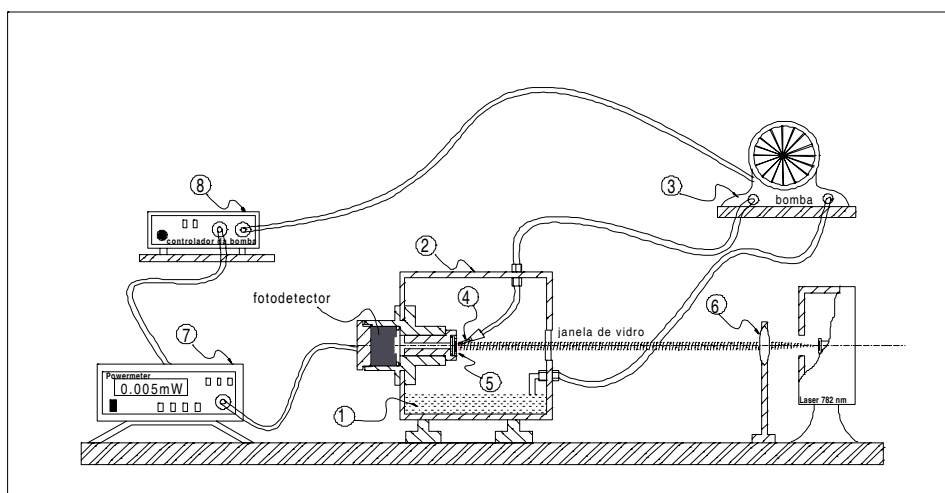 8
controlador da bomba
3
bomba
2
fotodetector
4
janela de vidro
6
7
5
Powermeter
0.005mW
1
Laser 782 nm